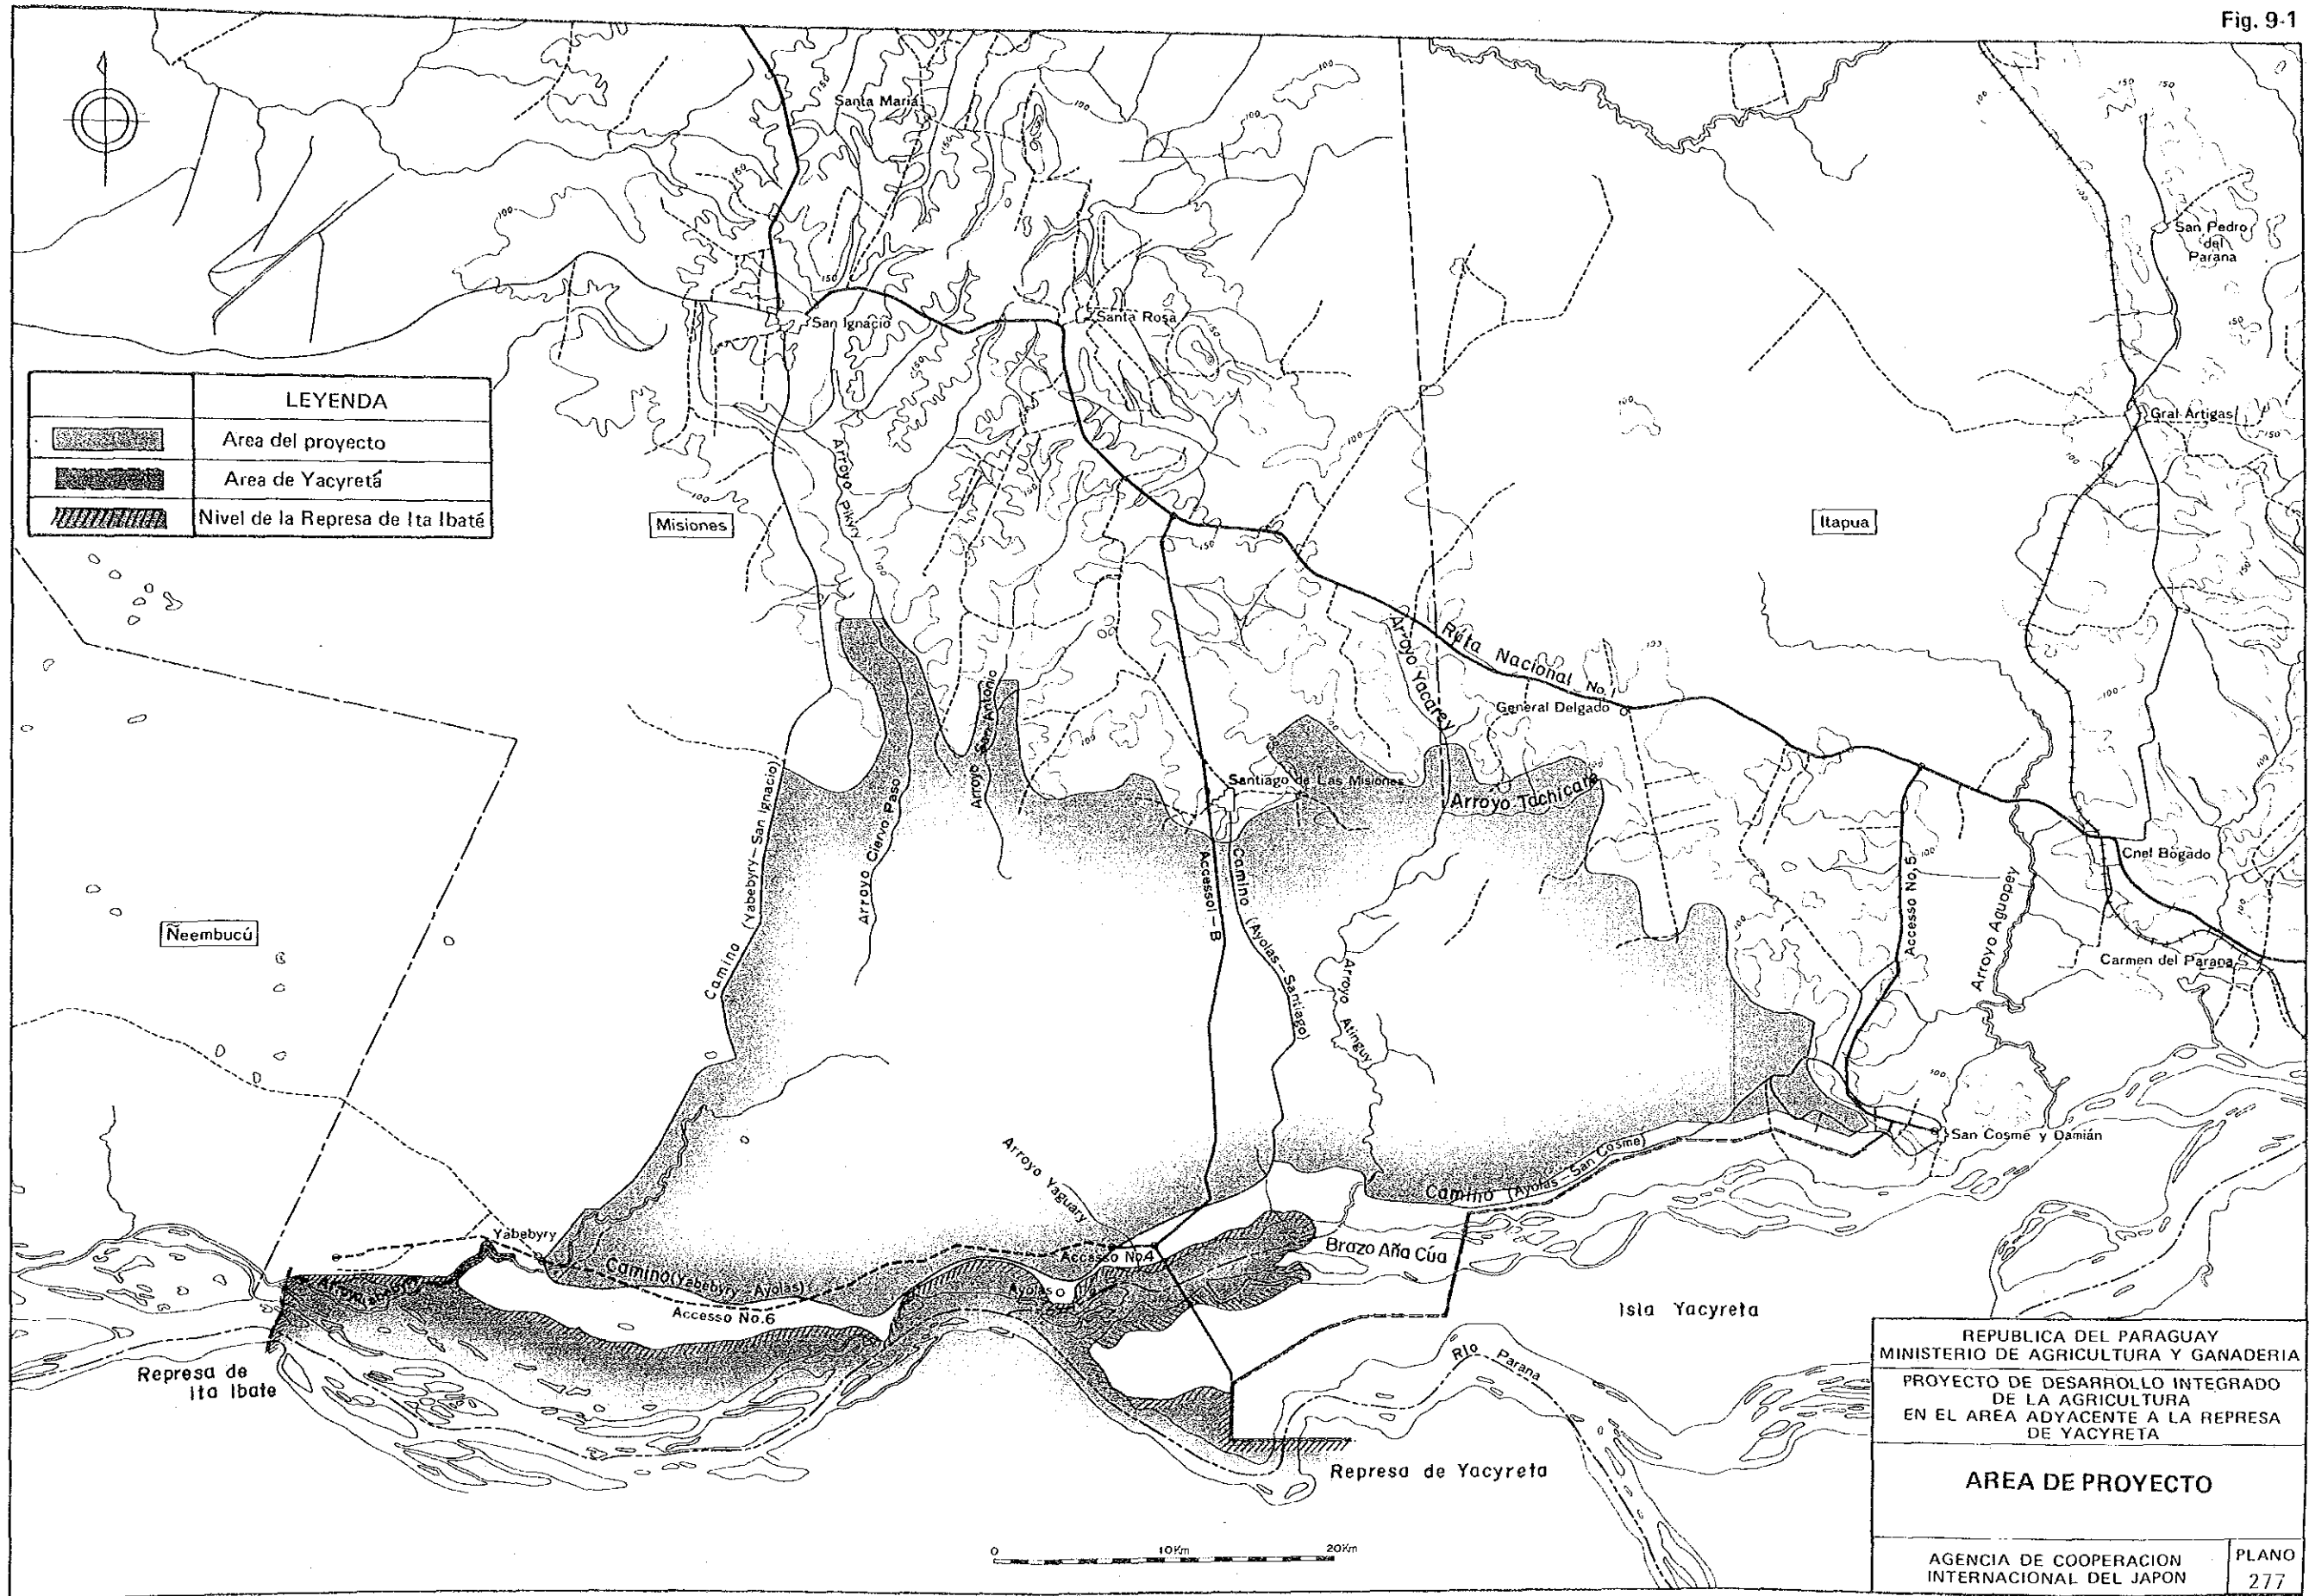 Fig. 9-1
Santa Maria
San Pedro
del
Parana
San Ignacio
Santa Rosa
LEYENDA
Area del proyecto
Area de Yacyretá
Nivel de la Represa de Ita Ibaté
Gral Artigas
Arroyo Pikyry
Misiones
Itapua
Ruta Nacional No. 1
Arroyo Yacarey
General Delgado
Arroyo San Antonio
Santiago de Las Misiones
Arroyo Tachicara
Camino (Yabebyry-San Ignacio)
Arroyo Ciervo Paso
Accesso I-B
Camino (Ayolas-Santiago)
Accesso No,5
Arroyo Aguapey
Cnel Bogado
Carmen del Parana
Ñeembucú
Arroyo Atinguy
San Cosme y Damián
Arroyo Yaguary
Camino (Ayolas-San Cosme)
Yabebyry
Camino(Yabebyry-Ayolas)
Accesso No.4
Brazo Aña Cúa
Ayolas
Accesso No.6
Isla Yacyreta
Represa de
Ita Ibate
Rio Parana
Represa de Yacyreta
0 10Km 20Km
REPUBLICA DEL PARAGUAY
MINISTERIO DE AGRICULTURA Y GANADERIA
PROYECTO DE DESARROLLO INTEGRADO
DE LA AGRICULTURA
EN EL AREA ADYACENTE A LA REPRESA
DE YACYRETA
AREA DE PROYECTO
AGENCIA DE COOPERACION
INTERNACIONAL DEL JAPON
PLANO
277